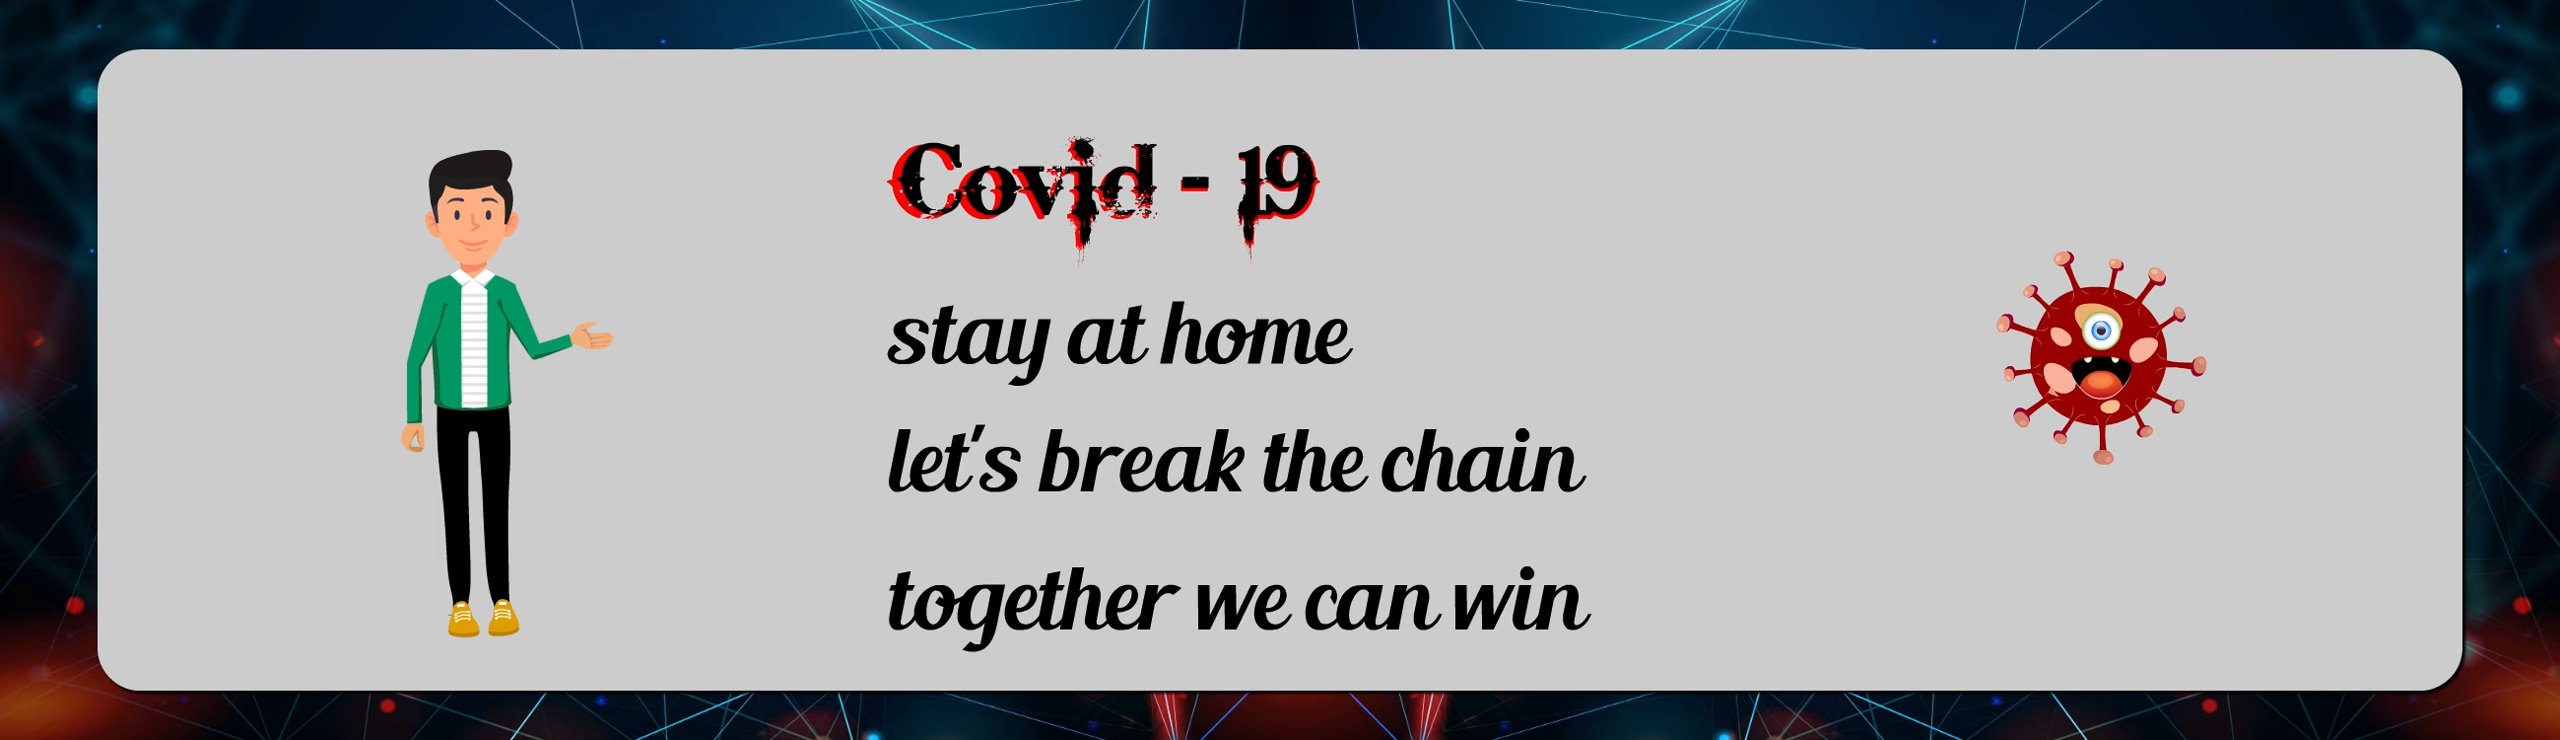 Covid - 19
stay at home
let's break the chain
together we can win